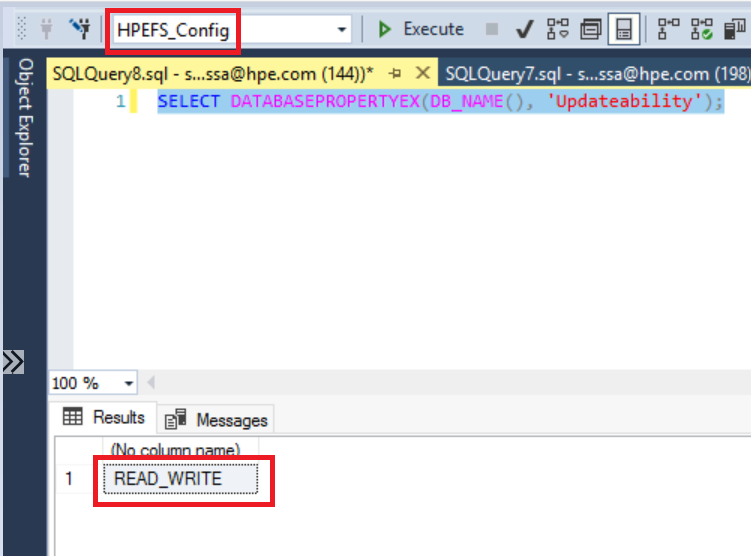 HPEFS_Config
Execute
Object Explorer
SQLQuery8.sql - s...ssa@hpe.com (144))*
SQLQuery7.sql - s...ssa@hpe.com (198)
1 SELECT DATABASEPROPERTYEX(DB_NAME(), 'Updateability');
100 %
Results
Messages
(No column name)
1 READ_WRITE